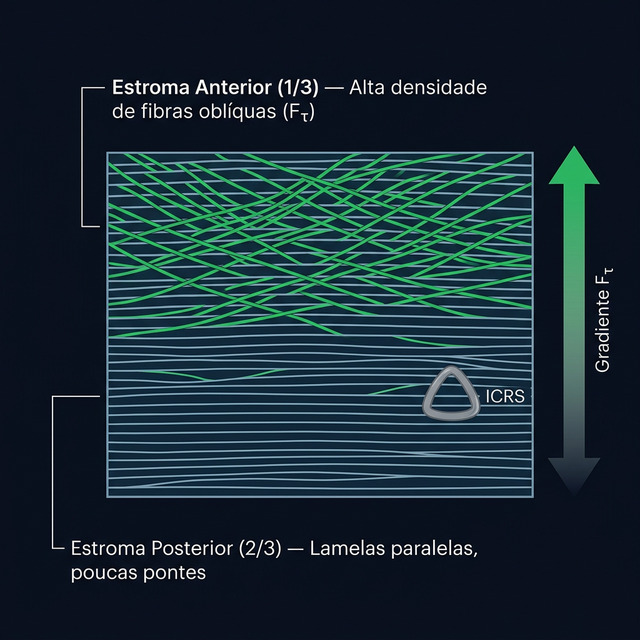 Estroma Anterior (1/3) — Alta densidade
de fibras oblíquas (Fτ)
Gradiente Fτ
ICRS
Estroma Posterior (2/3) — Lamelas paralelas,
poucas pontes